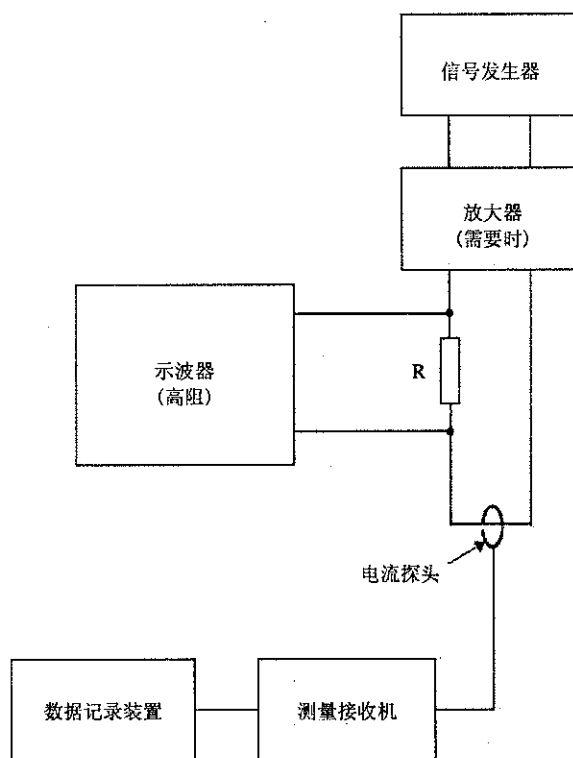 信号发生器
放大器
(需要时)
示波器
(高阻)
R
电流探头
数据记录装置
测量接收机